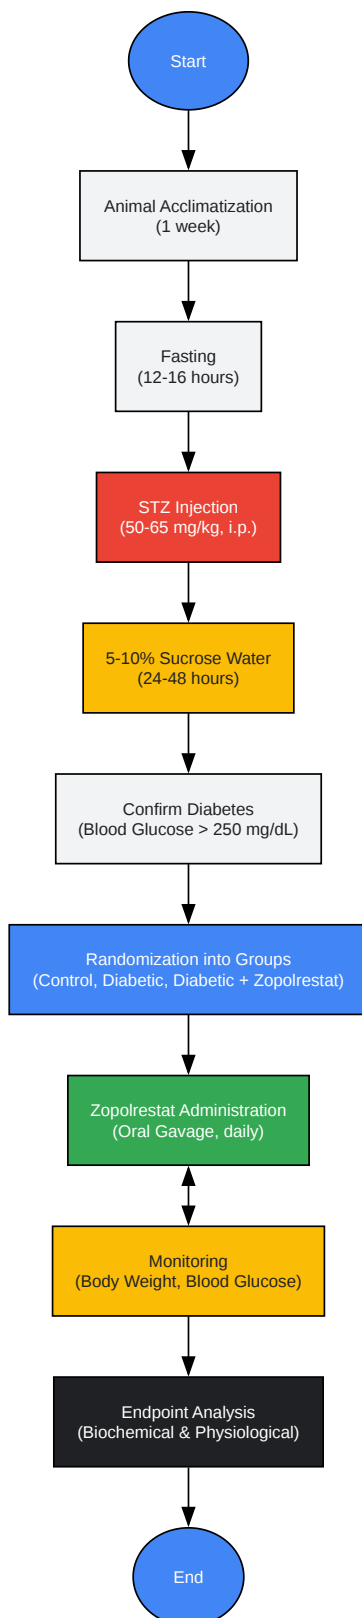 Start
Animal Acclimatization
(1 week)
Fasting
(12-16 hours)
STZ Injection
(50-65 mg/kg, i.p.)
5-10% Sucrose Water
(24-48 hours)
Confirm Diabetes
(Blood Glucose > 250 mg/dL)
Randomization into Groups
(Control, Diabetic, Diabetic + Zopolrestat)
Zopolrestat Administration
(Oral Gavage, daily)
Monitoring
(Body Weight, Blood Glucose)
Endpoint Analysis
(Biochemical & Physiological)
End